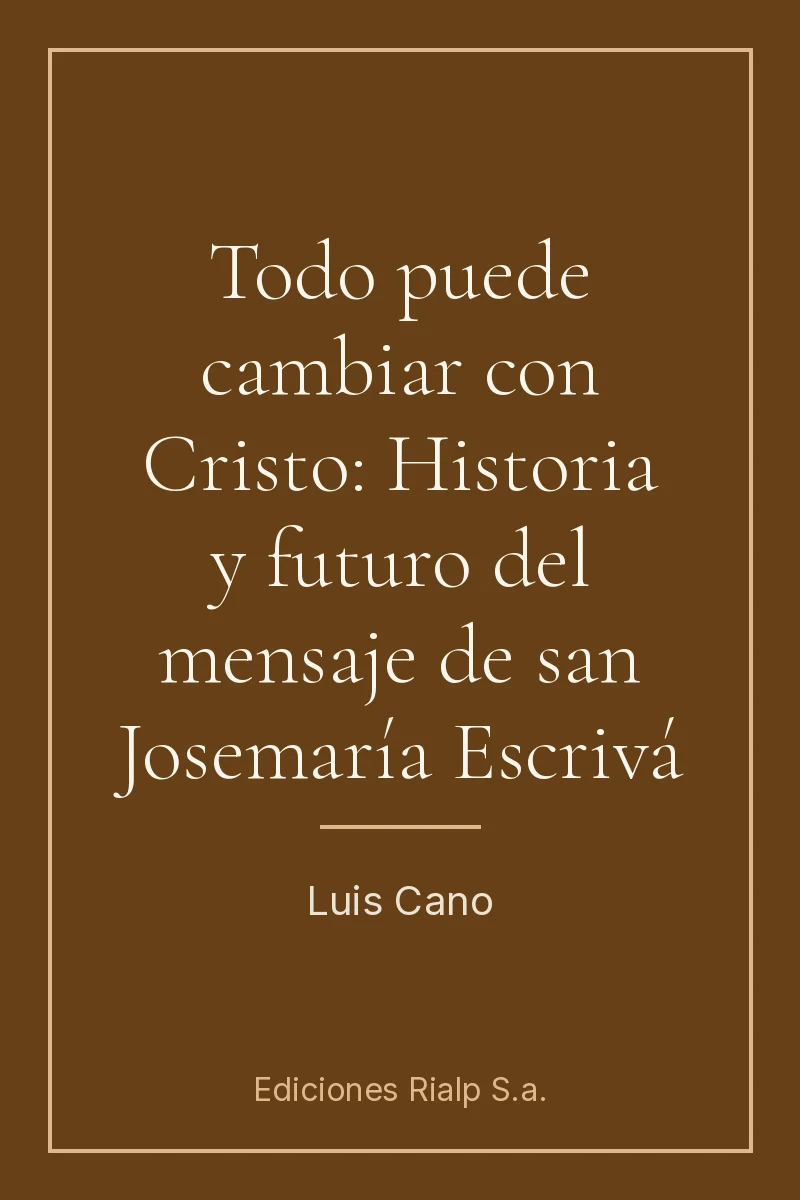 Todo puede
cambiar con
Cristo: Historia
y futuro del
mensaje de san
Josemaría Escrivá
Luis Cano
Ediciones Rialp S.a.